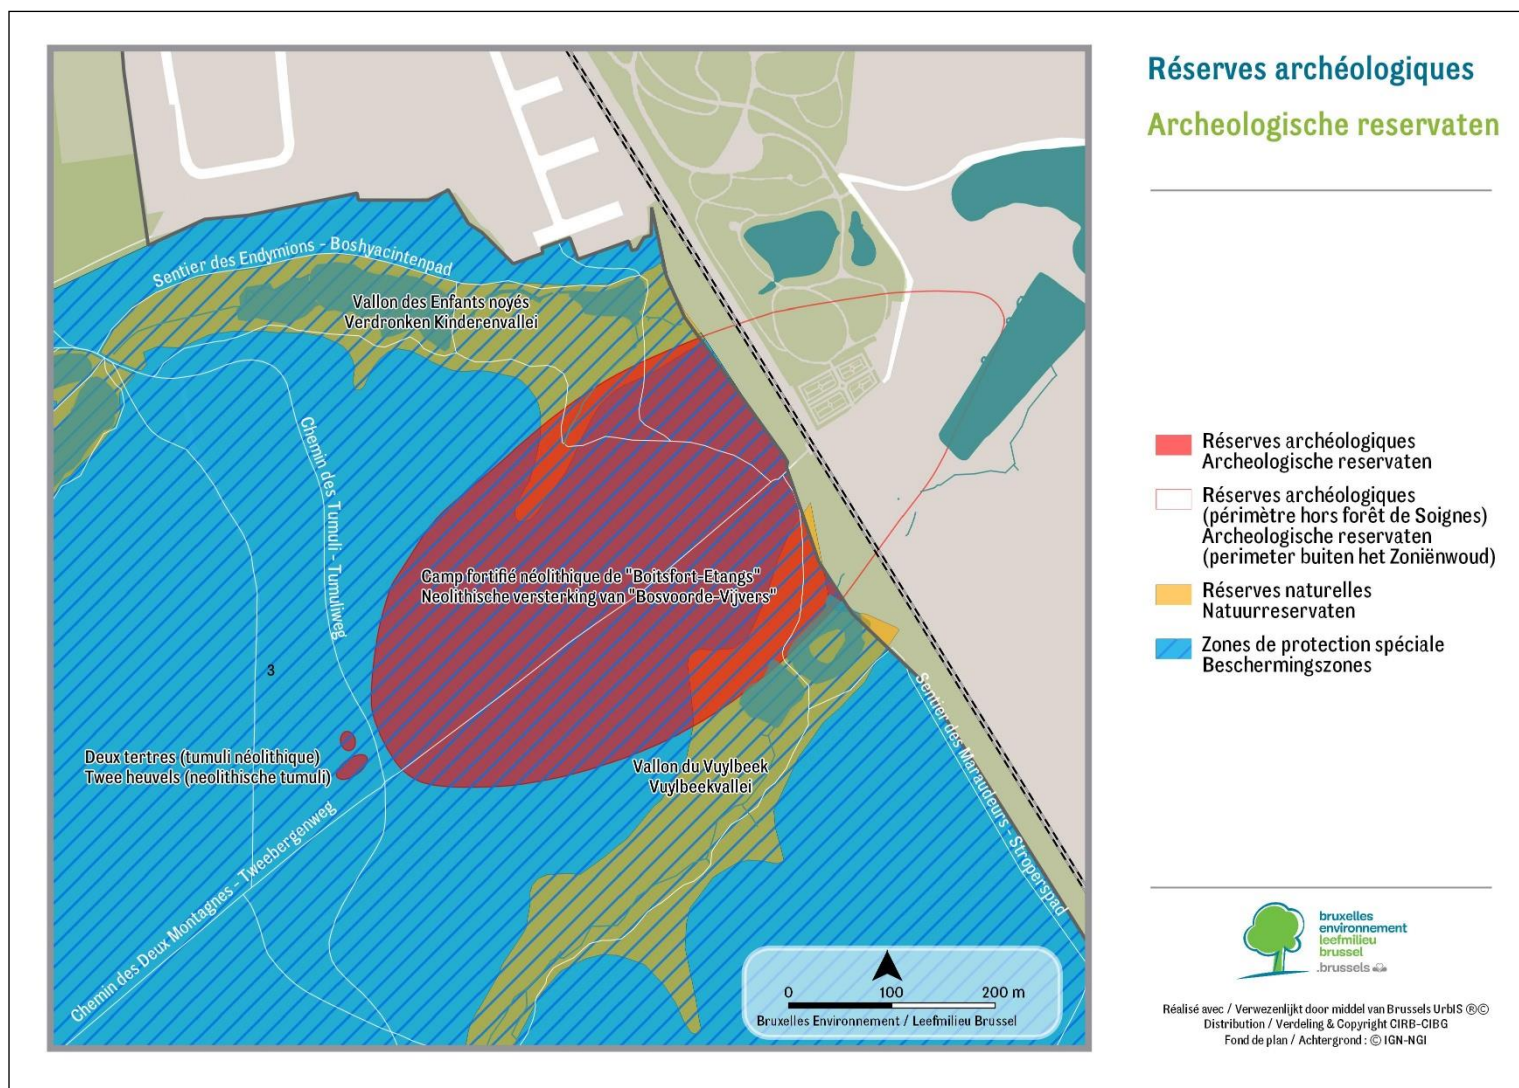 Réserves archéologiques
Archeologische reservaten
Sentier des Endymions - Boshyacintenpad
Vallon des Enfants noyés
Verdronken Kinderenvallei
Chemin des Tumuli - Tumuliweg
Camp fortifié néolithique de "Boitsfort-Etangs"
Neolithische versterking van "Bosvoorde-Vijvers"
3
Deux tertres (tumuli néolithique)
Twee heuvels (neolithische tumuli)
Vallon du Vuylbeek
Vuylbeekvallei
Sentier des Maraudeurs - Stroperspad
Chemin des Deux Montagnes - Tweebergenweg
0 100 200 m
Bruxelles Environnement / Leefmilieu Brussel
Réserves archéologiques
Archeologische reservaten
Réserves archéologiques
(périmètre hors forêt de Soignes)
Archeologische reservaten
(perimeter buiten het Zoniënwoud)
Réserves naturelles
Natuurreservaten
Zones de protection spéciale
Beschermingszones
bruxelles
environnement
leefmilieu
brussel
.brussels
Réalisé avec / Verwezenlijkt door middel van Brussels UrbIS ®©
Distribution / Verdeling & Copyright CIRB-CIBG
Fond de plan / Achtergrond : © IGN-NGI